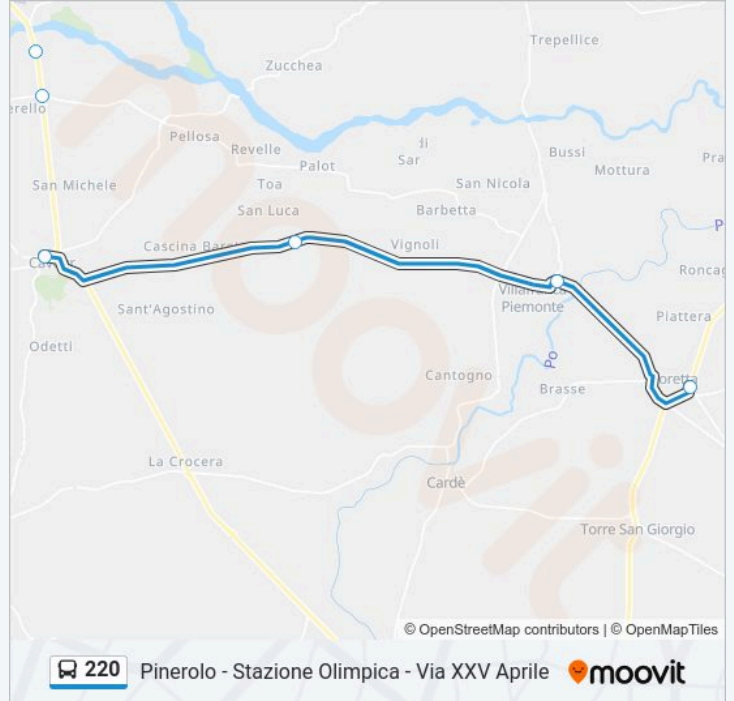 Trepellice
Zucchea
Pellosa
Revelle
Palot
Sar
Bussi
Mottura
San Michele
Toa
San Nicola
San Luca
Barbetta
Cascina
Vignoli
Sant'Agostino
Piemonte
Piattera
Odetti
Po
Cantogno
Brasse
La Crocera
Cardè
Torre San Giorgio
© OpenStreetMap contributors | © OpenMapTiles
220 Pinerolo - Stazione Olimpica - Via XXV Aprile moovit